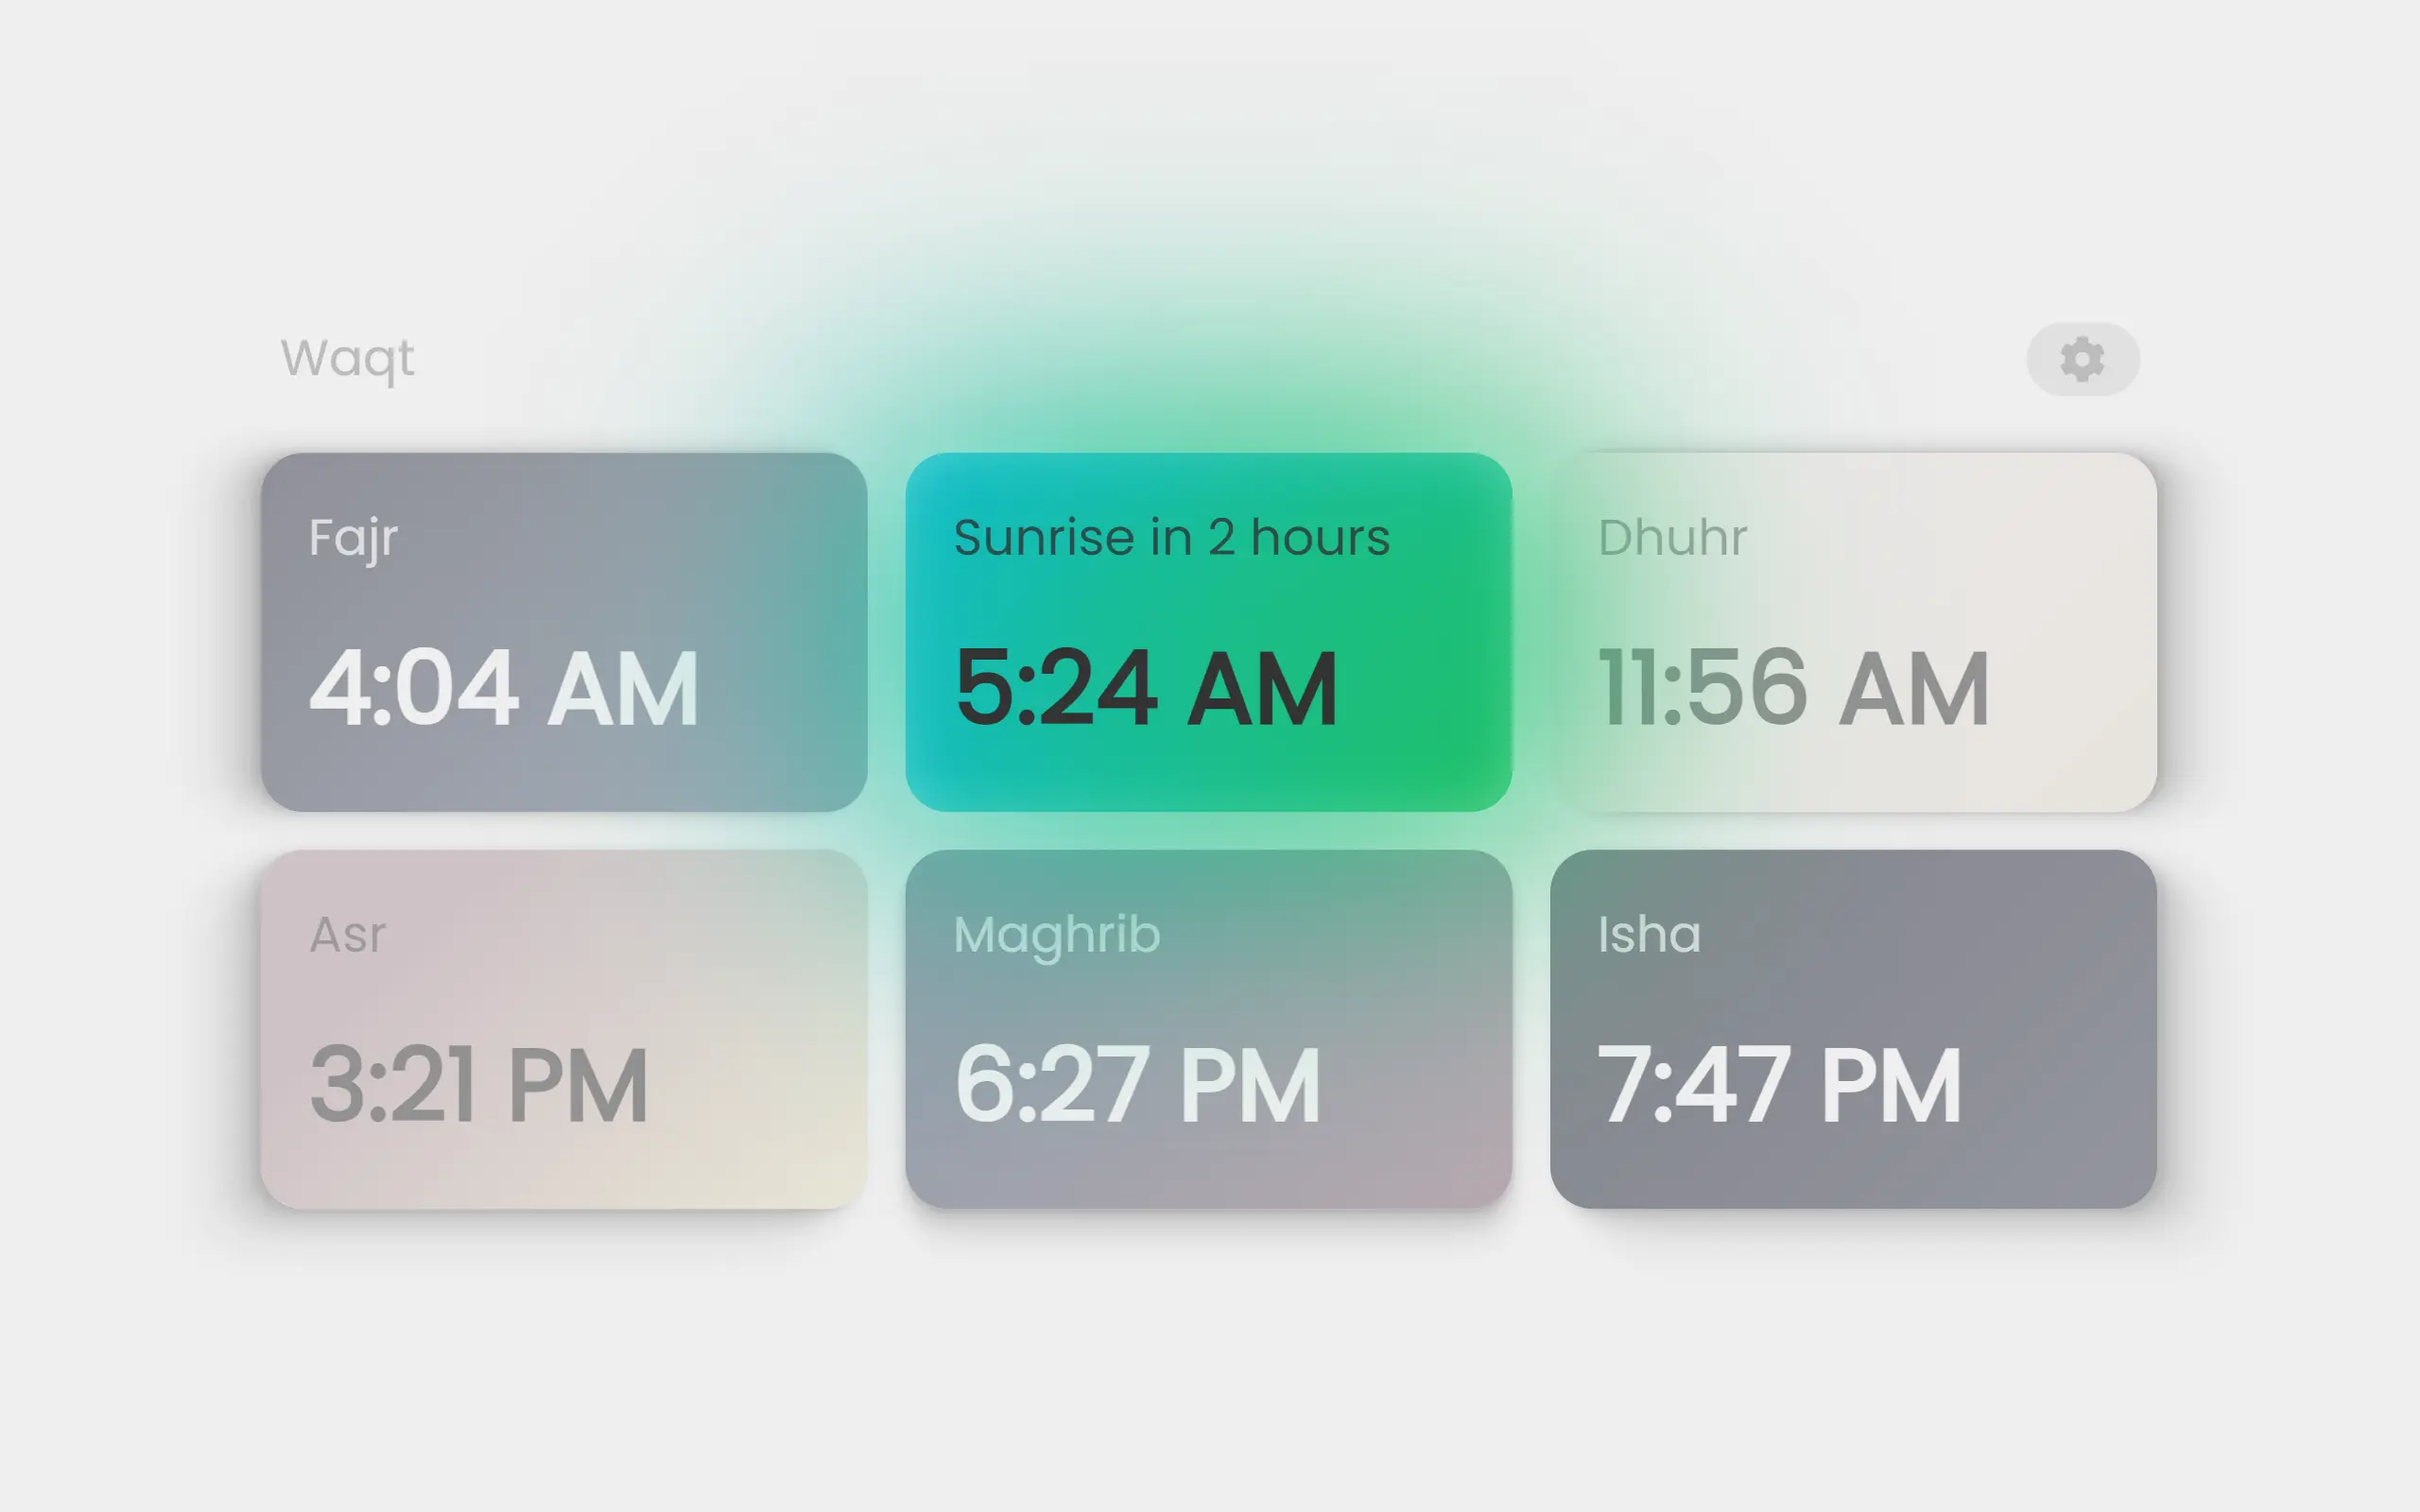 Waqt
Fajr
4:04 AM
Sunrise in 2 hours
5:24 AM
Dhuhr
11:56 AM
Asr
3:21 PM
Maghrib
6:27 PM
Isha
7:47 PM